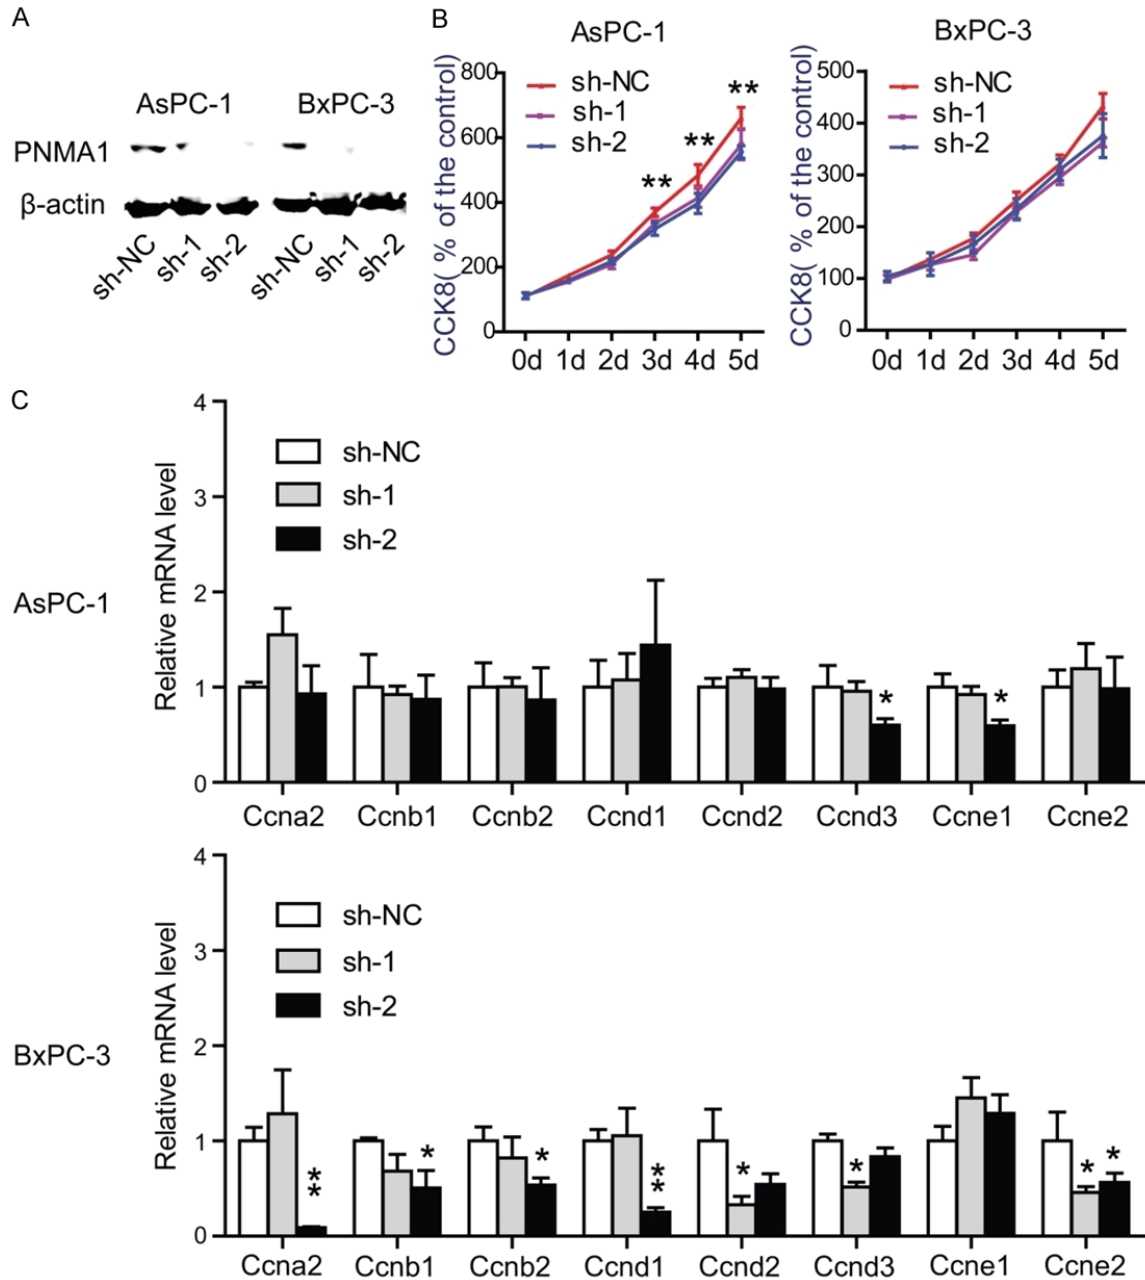 A
AsPC-1 BxPC-3
PNMA1
β-actin
sh-NC sh-1 sh-2 sh-NC sh-1 sh-2
B
AsPC-1
CCK8( % of the control)
800
600
400
200
0
sh-NC
sh-1
sh-2
** ** **
0d 1d 2d 3d 4d 5d
BxPC-3
CCK8( % of the control)
500
400
300
200
100
0
sh-NC
sh-1
sh-2
0d 1d 2d 3d 4d 5d
C
AsPC-1
Relative mRNA level
4
3
2
1
0
sh-NC
sh-1
sh-2
* *
Ccna2 Ccnb1 Ccnb2 Ccnd1 Ccnd2 Ccnd3 Ccne1 Ccne2
BxPC-3
Relative mRNA level
4
3
2
1
0
sh-NC
sh-1
sh-2
** * * ** * * * *
Ccna2 Ccnb1 Ccnb2 Ccnd1 Ccnd2 Ccnd3 Ccne1 Ccne2